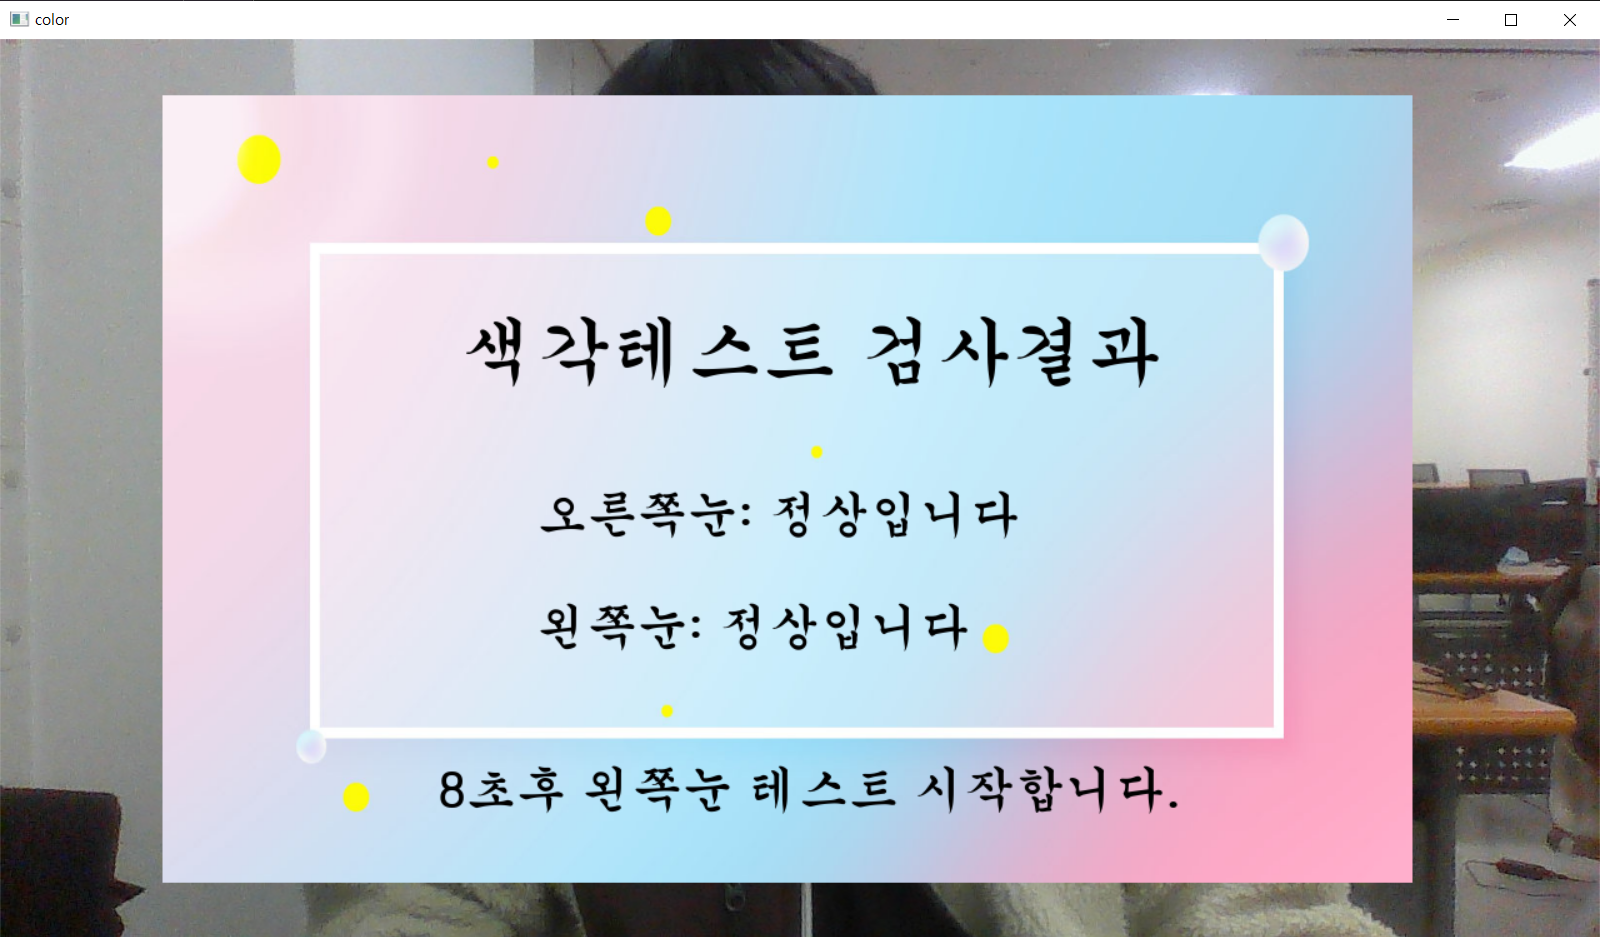 color
색각테스트 검사결과
오른쪽눈: 정상입니다
왼쪽눈: 정상입니다
8초후 왼쪽눈 테스트 시작합니다.